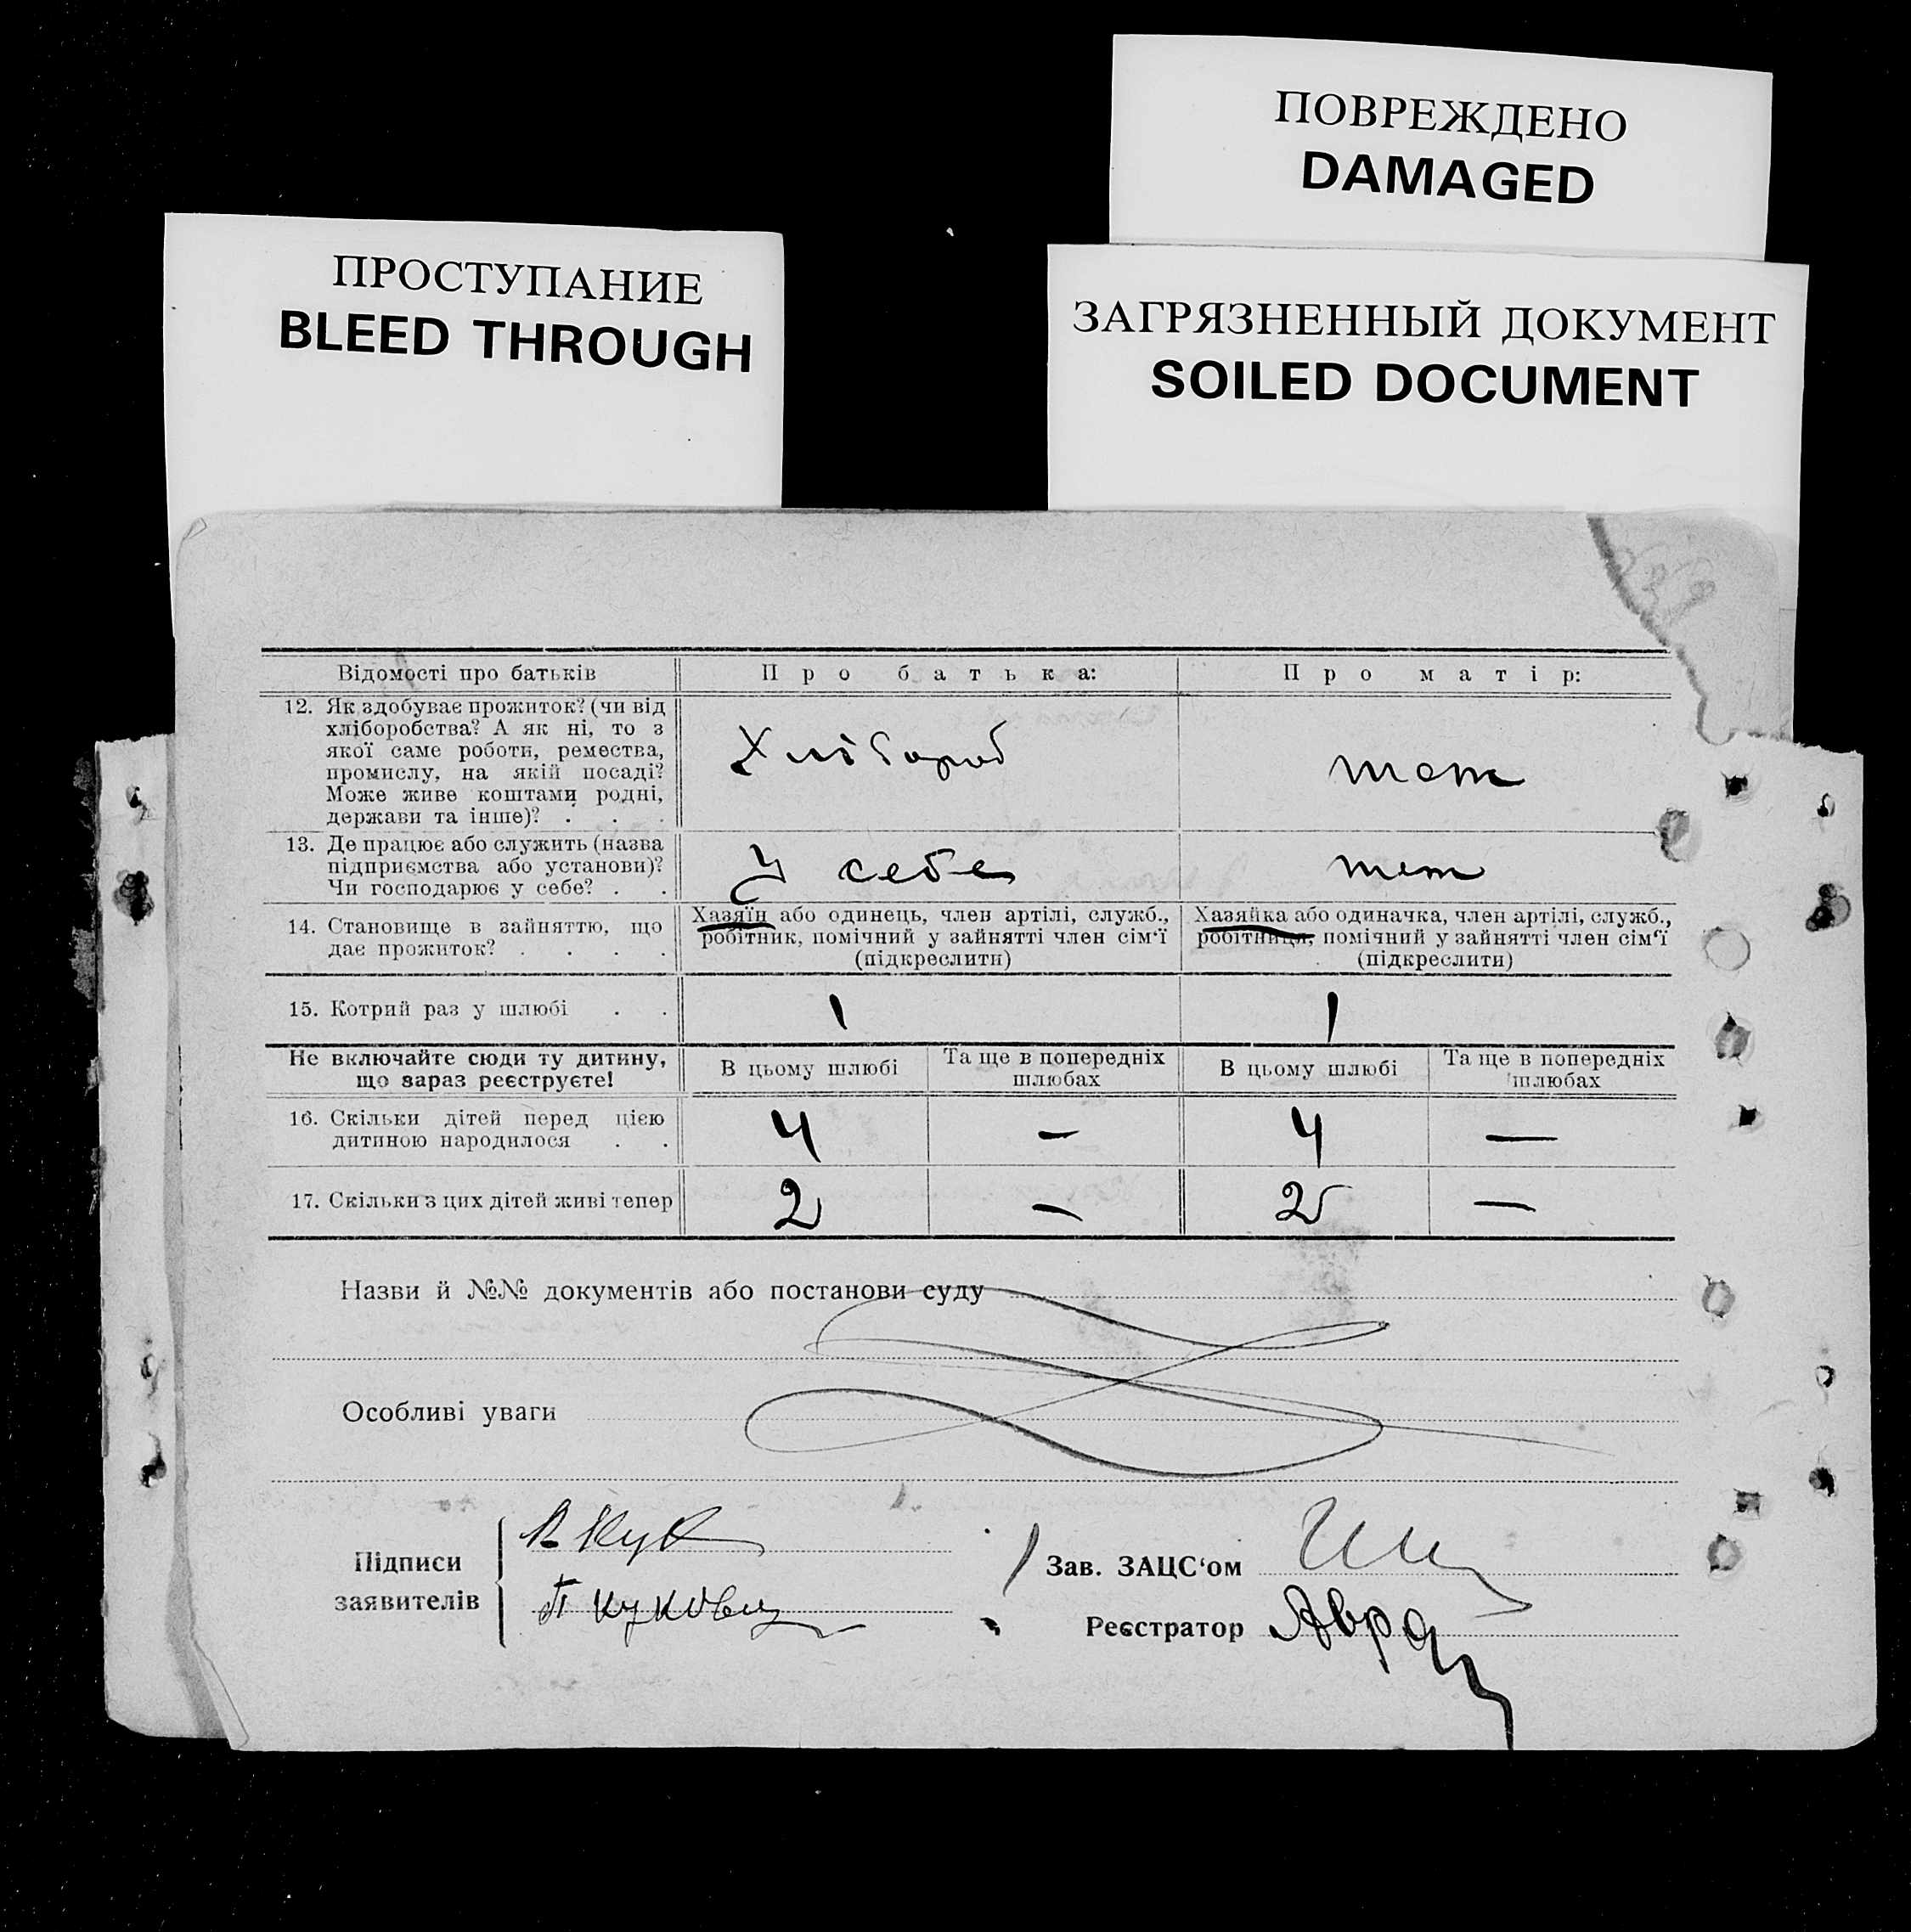 ПОВРЕЖДЕНО
DAMAGED
ПРОСТУПАНИЕ
BLEED THROUGH
ЗАГРЯЗНЕННЫЙ ДОКУМЕНТ
SOILED DOCUMENT
Відомості про батьків
Про батька:
Про матір:
12. Як здобуває прожиток? (чи від
хліборобства? А як ні, то з
якої саме роботи, ремества,
промислу, на якій посаді?
Може живе коштами родні,
держави та інше)? . . .
Хлібороб
теж
13. Де працює або служить (назва
підприємства або установи)?
Чи господарює у себе? . .
У себе
теж
14. Становище в зайняттю, що
дає прожиток? . . . .
Хазяїн або одинець, член артілі, служб.,
робітник, помічний у зайнятті член сім‘ї
(підкреслити)
Хазяйка або одиначка, член артілі, служб.,
робітниця, помічний у зайнятті член сім‘ї
(підкреслити)
15. Котрий раз у шлюбі . .
1
1
Не включайте сюди ту дитину,
що зараз реєструєте!
В цьому шлюбі
Та ще в попередніх
шлюбах
В цьому шлюбі
Та ще в попередніх
шлюбах
16. Скільки дітей перед цією
дитиною народилося . .
4 — 4 —
17. Скільки з цих дітей живі тепер
2 — 2 —
Назви й №№ документів або постанови суду
Особливі уваги
Підписи
заявителів
Зав. ЗАЦС‘ом
Реєстратор